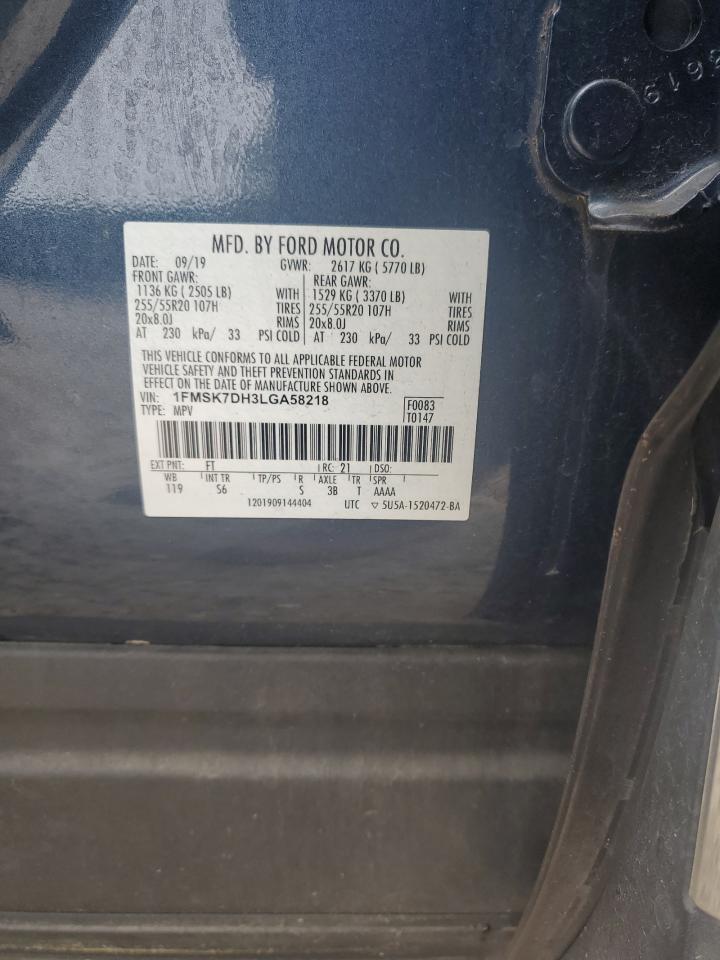 3619
MFD. BY FORD MOTOR CO.
DATE: 09/19 GVWR: 2617 KG ( 5770 LB)
FRONT GAWR: REAR GAWR:
1136 KG ( 2505 LB) WITH 1529 KG ( 3370 LB) WITH
255/55R20 107H TIRES 255/55R20 107H TIRES
20x8.0J RIMS 20x8.0J RIMS
AT 230 kPa/ 33 PSI COLD AT 230 kPa/ 33 PSI COLD
THIS VEHICLE CONFORMS TO ALL APPLICABLE FEDERAL MOTOR
VEHICLE SAFETY AND THEFT PREVENTION STANDARDS IN
EFFECT ON THE DATE OF MANUFACTURE SHOWN ABOVE.
VIN: 1FMSK7DH3LGA58218 F0083
TYPE: MPV T0147
EXT PNT: FT RC: 21 DSO:
WB INT TR TP/PS R AXLE TR SPR
119 S6 S 3B T AAAA
1201909144404 UTC ▽ 5U5A-1520472-BA